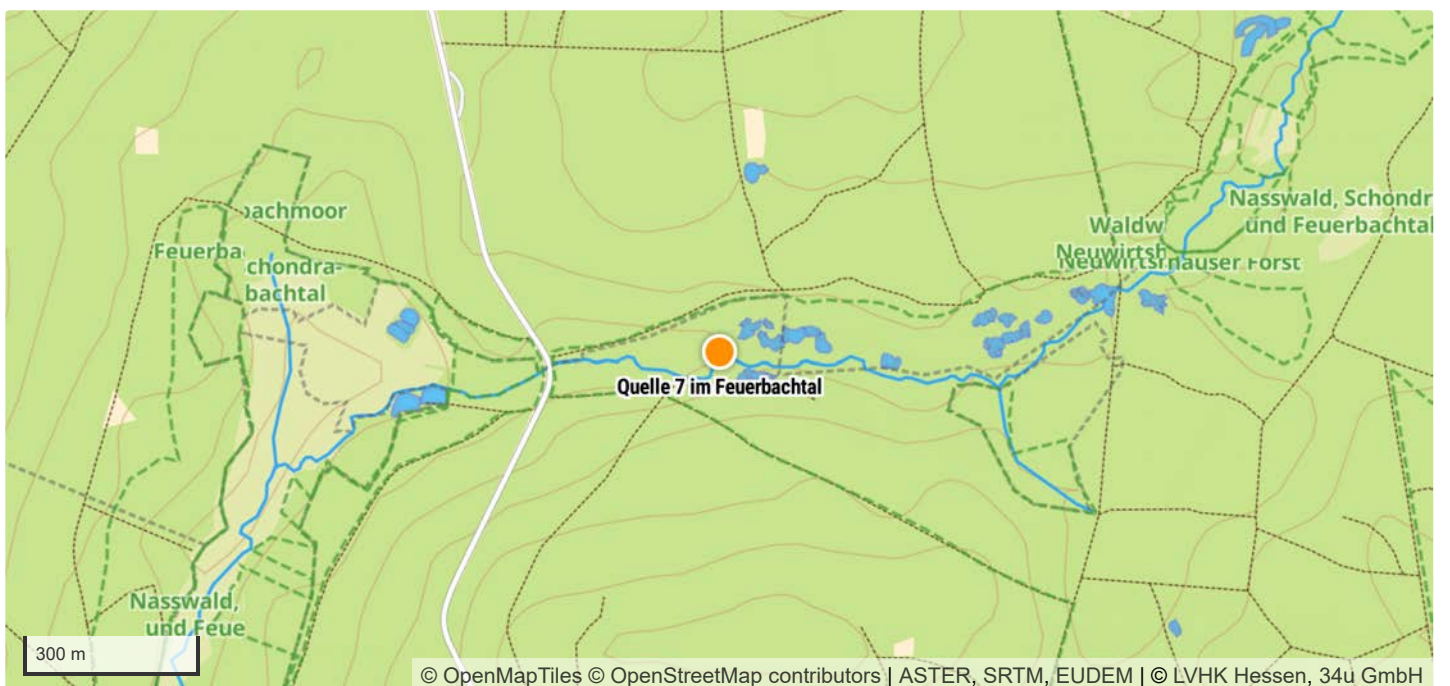 bachmoor
Feuerba
chondra-
bachtal
Nasswald, Schondr
und Feuerbachtal
Waldw
Neuwirtsh
Neuwirtshäuser Forst
Quelle 7 im Feuerbachtal
Nasswald,
und Feue
300 m
© OpenMapTiles © OpenStreetMap contributors | ASTER, SRTM, EUDEM | © LVHK Hessen, 34u GmbH